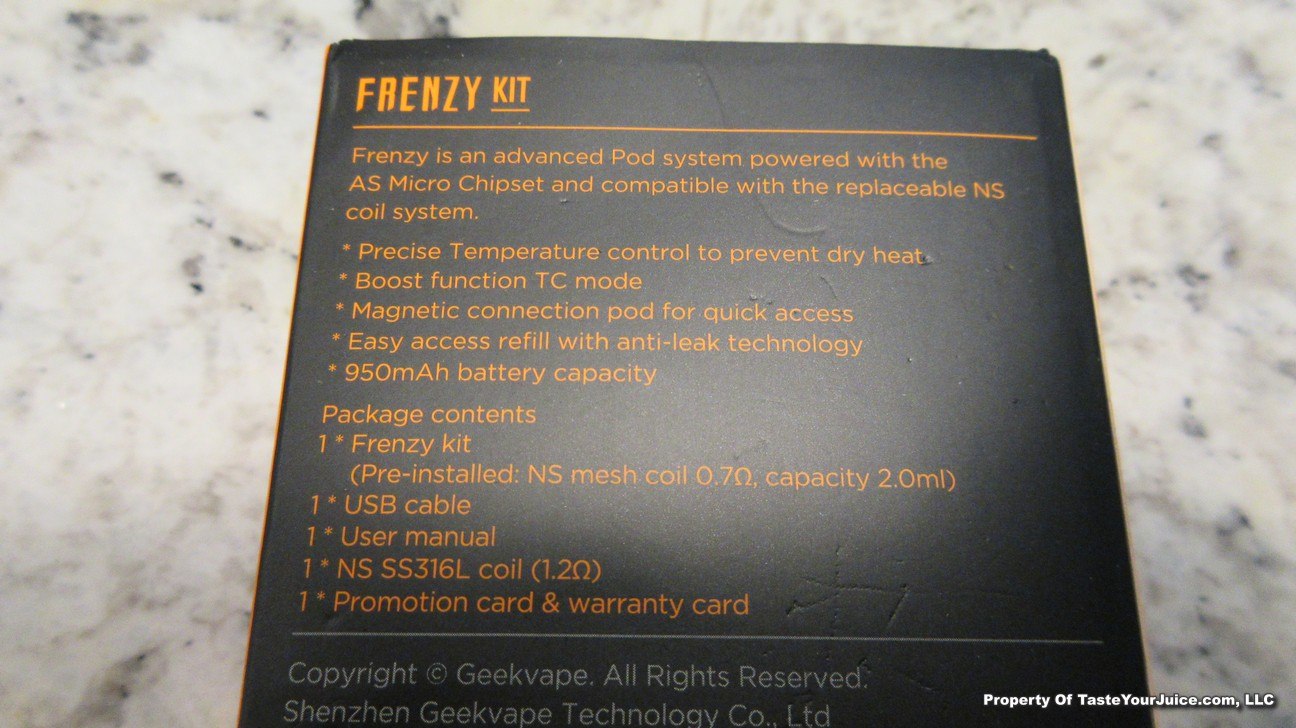 FRENZY KIT
Frenzy is an advanced Pod system powered with the
AS Micro Chipset and compatible with the replaceable NS
coil system.
* Precise Temperature control to prevent dry heat.
* Boost function TC mode
* Magnetic connection pod for quick access
* Easy access refill with anti-leak technology
* 950mAh battery capacity
Package contents
1 * Frenzy kit
(Pre-installed: NS mesh coil 0.7Ω, capacity 2.0ml)
1 * USB cable
1 * User manual
1 * NS SS316L coil (1.2Ω)
1 * Promotion card & warranty card
Copyright © Geekvape. All Rights Reserved.
Shenzhen Geekvape Technology Co., Ltd
Property Of TasteYourJuice.com, LLC